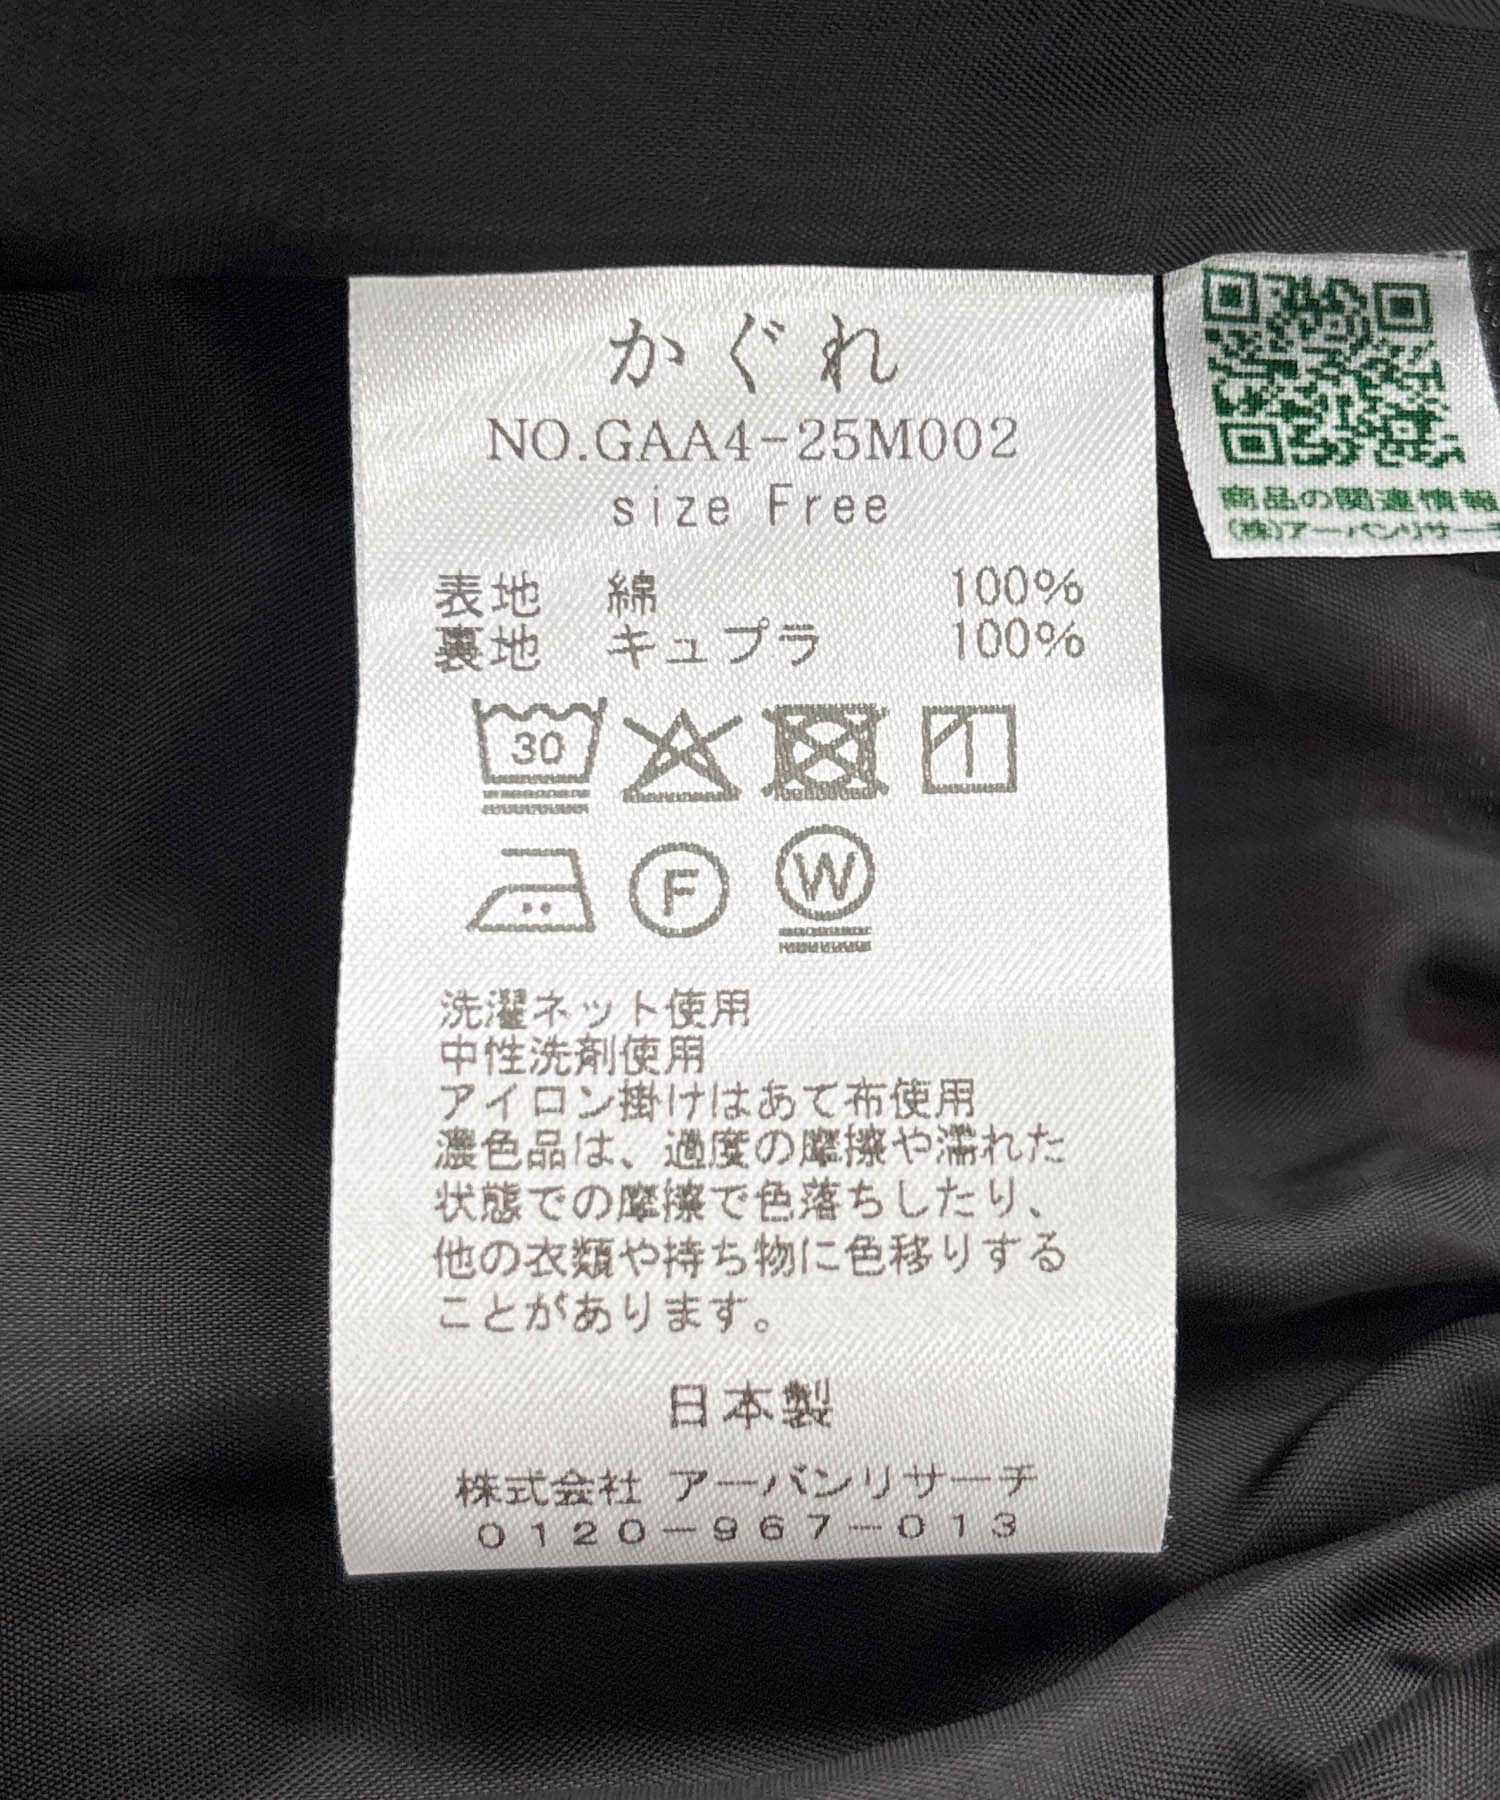 かぐれ
NO.GAA4-25M002
size Free
表地 綿 100%
裏地 キュプラ 100%
30
F
W
洗濯ネット使用
中性洗剤使用
アイロン掛けはあて布使用
濃色品は、過度の摩擦や濡れた
状態での摩擦で色落ちしたり、
他の衣類や持ち物に色移りする
ことがあります。
日本製
株式会社 アーバンリサーチ
0120-967-013
商品の関連情報
(株)アーバンリサーチ